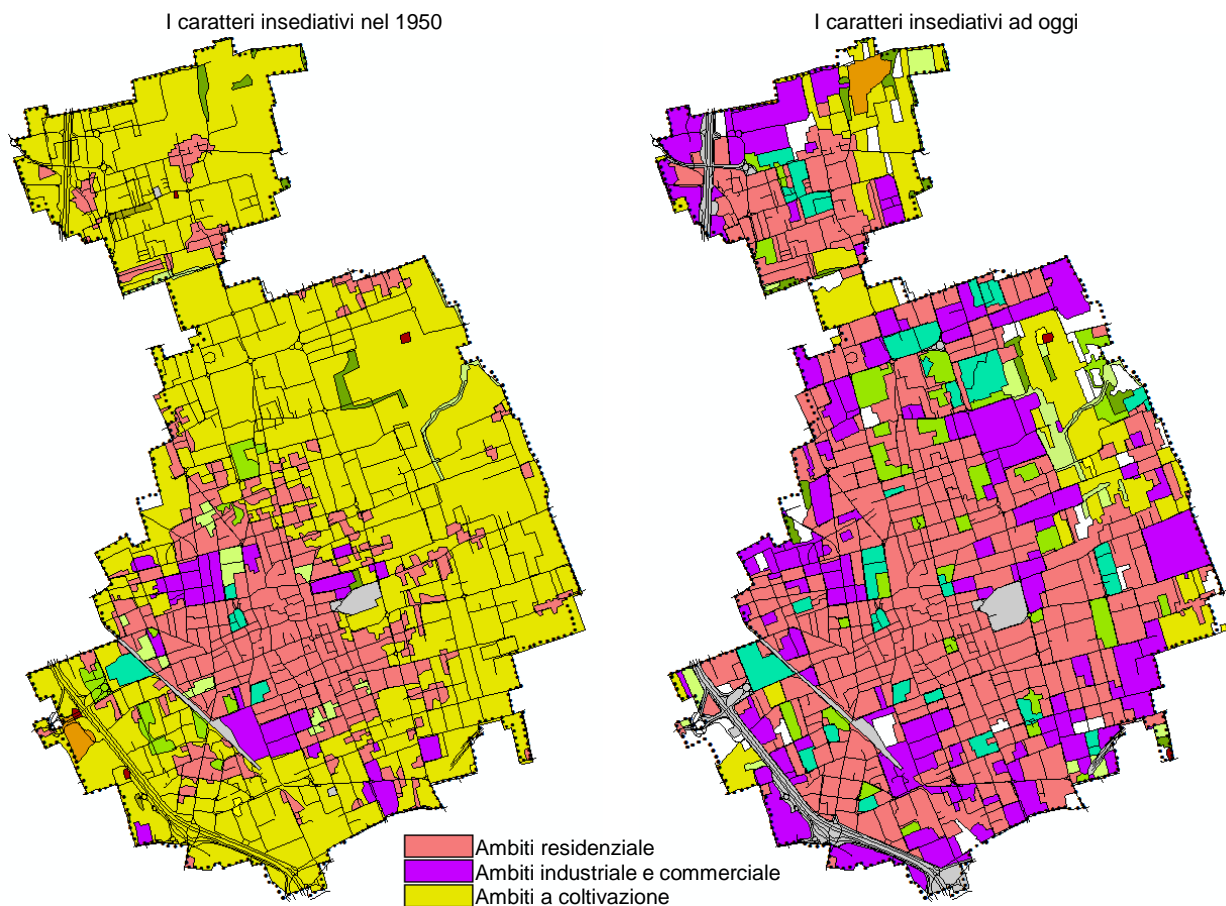 I caratteri insediativi nel 1950
I caratteri insediativi ad oggi
Ambiti residenziale
Ambiti industriale e commerciale
Ambiti a coltivazione